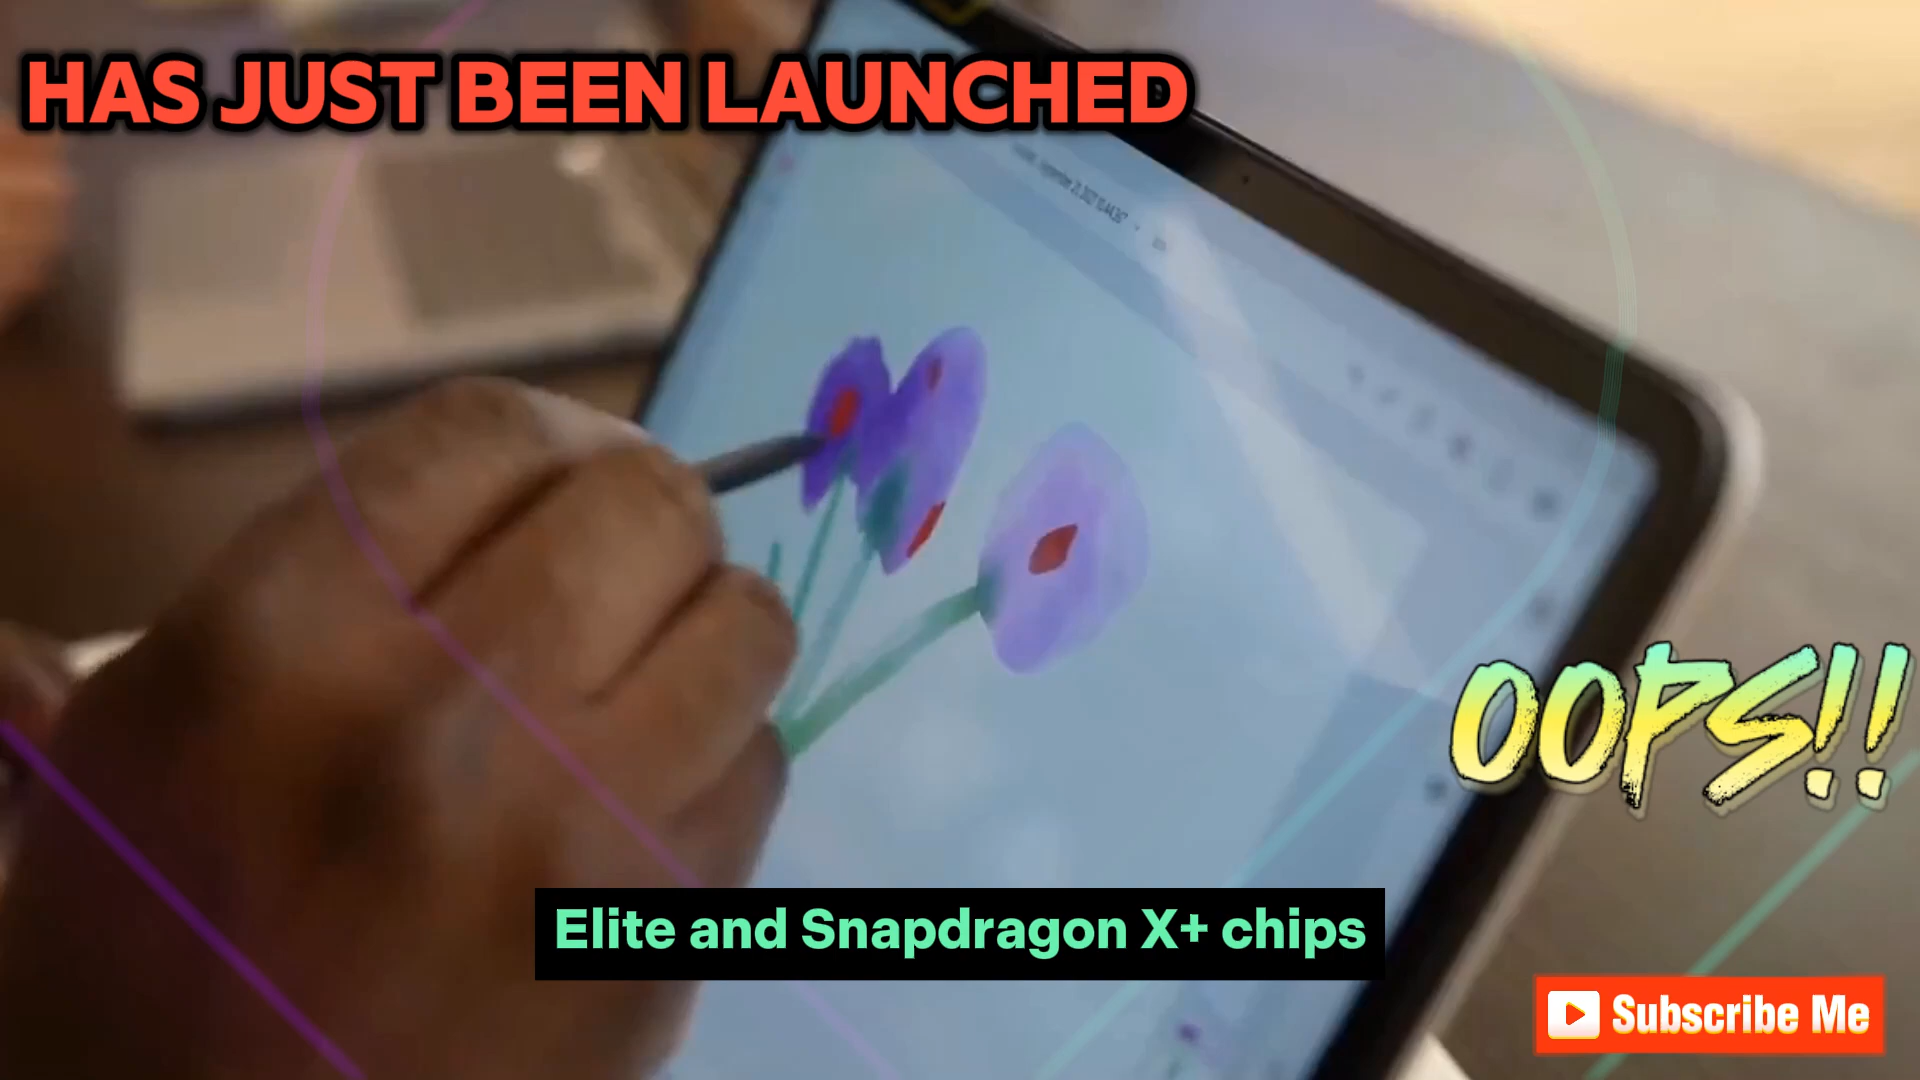 HAS JUST BEEN LAUNCHED
OOPS!!
Elite and Snapdragon X+ chips
Subscribe Me